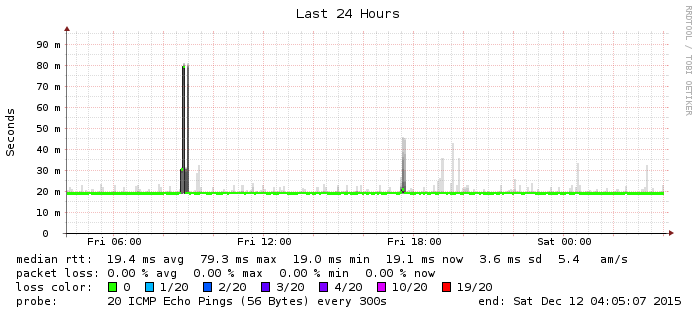 Last 24 Hours
RRDTOOL / TOBI OETIKER
Seconds
90 m
80 m
70 m
60 m
50 m
40 m
30 m
20 m
10 m
0
Fri 06:00 Fri 12:00 Fri 18:00 Sat 00:00
median rtt: 19.4 ms avg 79.3 ms max 19.0 ms min 19.1 ms now 3.6 ms sd 5.4 am/s
packet loss: 0.00 % avg 0.00 % max 0.00 % min 0.00 % now
loss color: 0 1/20 2/20 3/20 4/20 10/20 19/20
probe: 20 ICMP Echo Pings (56 Bytes) every 300s end: Sat Dec 12 04:05:07 2015